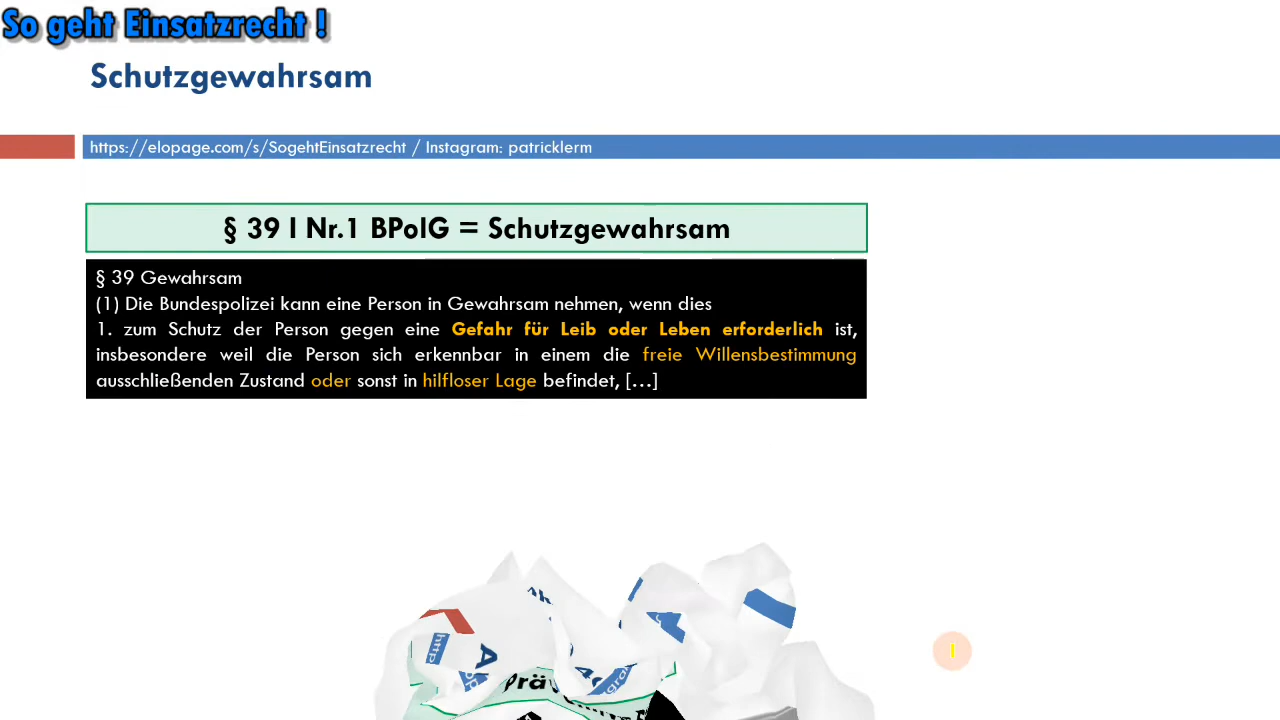 So geht Einsatzrecht !
Schutzgewahrsam
https://elopage.com/s/SogehtEinsatzrecht / Instagram: patricklerm
§ 39 I Nr.1 BPolG = Schutzgewahrsam
§ 39 Gewahrsam
(1) Die Bundespolizei kann eine Person in Gewahrsam nehmen, wenn dies
1. zum Schutz der Person gegen eine Gefahr für Leib oder Leben erforderlich ist,
insbesondere weil die Person sich erkennbar in einem die freie Willensbestimmung
ausschließenden Zustand oder sonst in hilfloser Lage befindet, […]
http